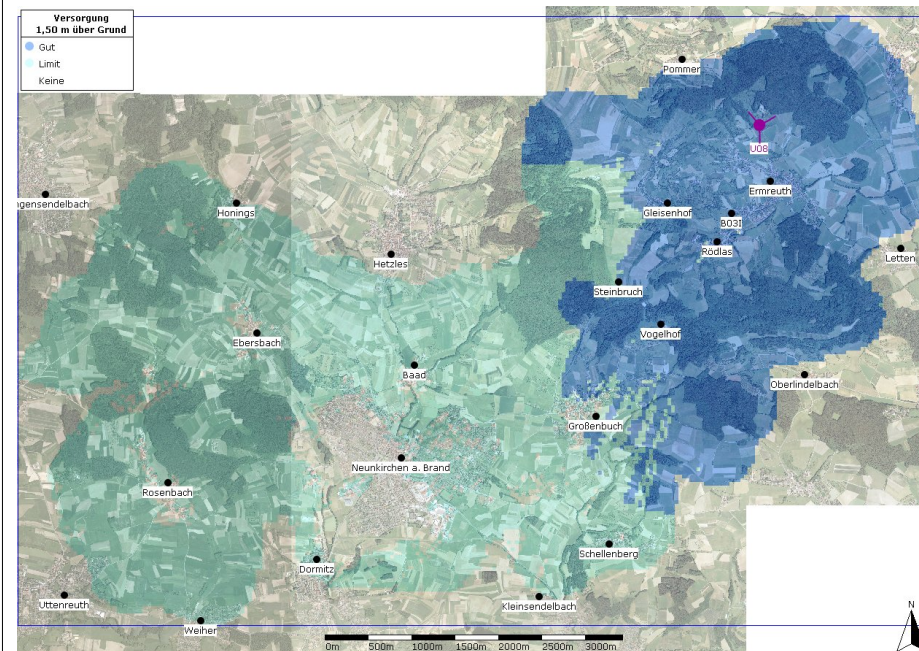 Versorgung
1,50 m über Grund
Gut
Limit
Keine
Pommer
U08
Ermreuth
ngensendelbach
Honings
Gleisenhof
B03I
Rödlas
Hetzles
Letten
Steinbruch
Vogelhof
Ebersbach
Baad
Oberlindelbach
Großenbuch
Neunkirchen a. Brand
Rosenbach
Schellenberg
Dormitz
Uttenreuth
Kleinsendelbach
Weiher
N
0m 500m 1000m 1500m 2000m 2500m 3000m